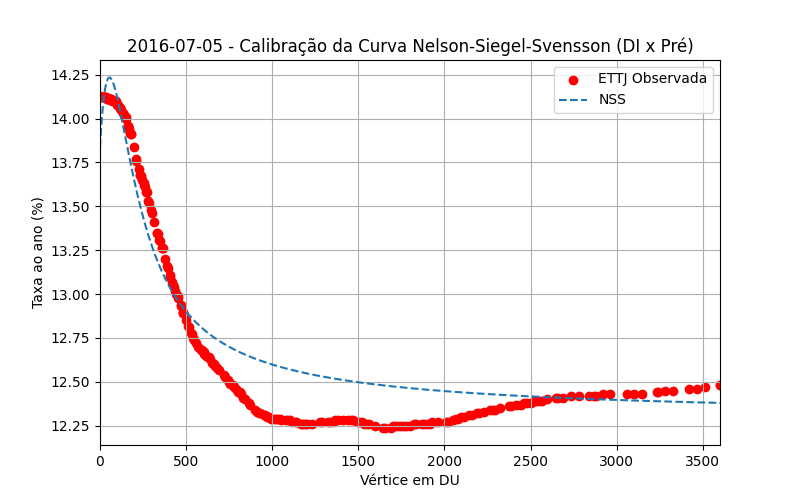 2016-07-05 - Calibração da Curva Nelson-Siegel-Svensson (DI x Pré)
ETTJ Observada
NSS
Taxa ao ano (%)
14.25
14.00
13.75
13.50
13.25
13.00
12.75
12.50
12.25
0 500 1000 1500 2000 2500 3000 3500
Vértice em DU